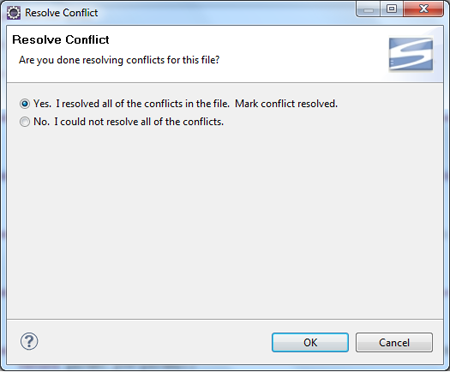 Resolve Conflict
Resolve Conflict
Are you done resolving conflicts for this file?
Yes.  I resolved all of the conflicts in the file.  Mark conflict resolved.
No.  I could not resolve all of the conflicts.
?
OK
Cancel